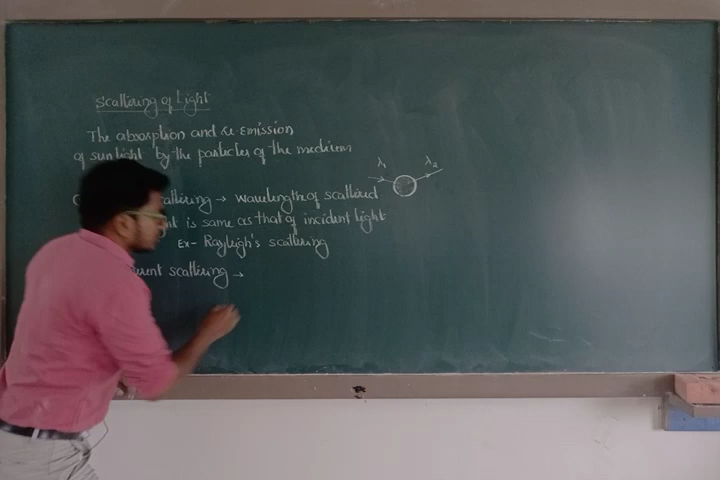 Scattering of Light
The absorption and re emission
of sunlight by the particles of the medium
λ₁ λ₂
scattering → wavelength of scattered
is same as that of incident light
Ex- Rayleigh's scattering
scattering →